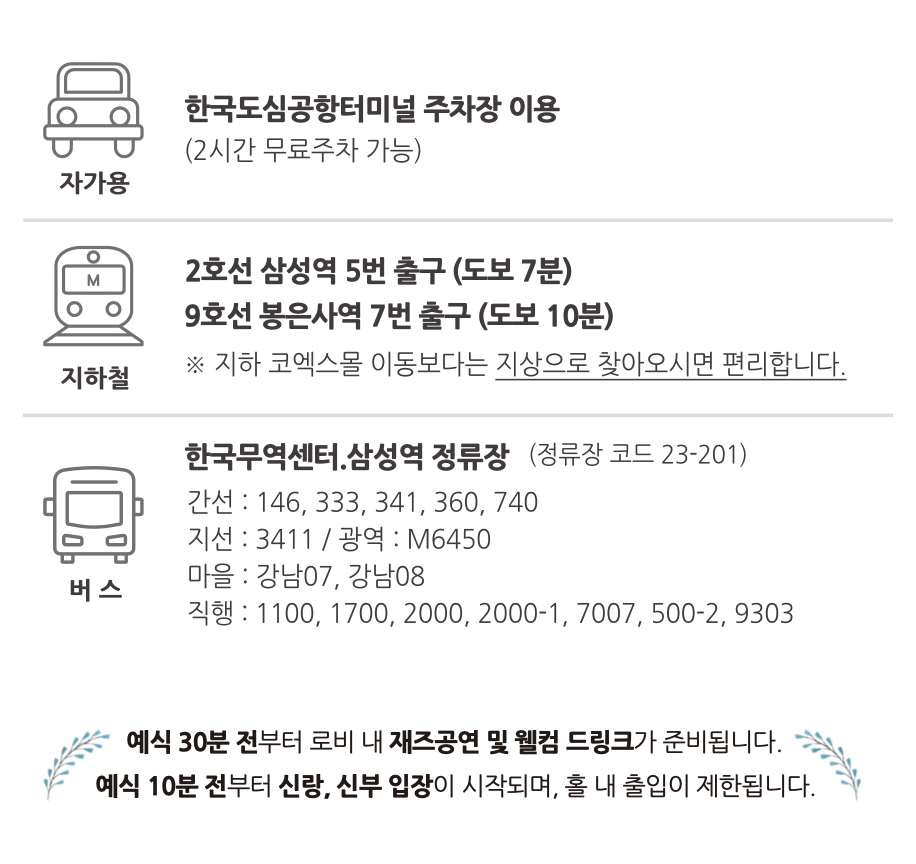 한국도심공항터미널 주차장 이용
(2시간 무료주차 가능)
자가용
M
2호선 삼성역 5번 출구 (도보 7분)
9호선 봉은사역 7번 출구 (도보 10분)
※ 지하 코엑스몰 이동보다는 지상으로 찾아오시면 편리합니다.
지하철
한국무역센터.삼성역 정류장 (정류장 코드 23-201)
간선 : 146, 333, 341, 360, 740
지선 : 3411 / 광역 : M6450
마을 : 강남07, 강남08
직행 : 1100, 1700, 2000, 2000-1, 7007, 500-2, 9303
버 스
예식 30분 전부터 로비 내 재즈공연 및 웰컴 드링크가 준비됩니다.
예식 10분 전부터 신랑, 신부 입장이 시작되며, 홀 내 출입이 제한됩니다.